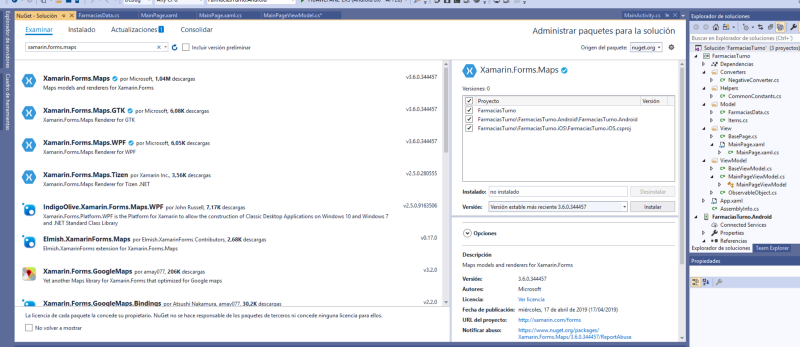 NuGet - Solución
FarmaciasData.cs
MainPage.xaml
MainPage.xaml.cs
MainPageViewModel.cs*
MainActivity.cs
Explorador de servidores
Cuadro de herramientas
Examinar
Instalado
Actualizaciones 1
Consolidar
Administrar paquetes para la solución
xamarin.forms.maps
Incluir versión preliminar
Origen del paquete: nuget.org
Xamarin.Forms.Maps por Microsoft, 1,04M descargas
v3.6.0.344457
Maps models and renderers for Xamarin.Forms
Xamarin.Forms.Maps.GTK por Microsoft, 6,08K descargas
v3.6.0.344457
Xamarin.Forms.Maps Renderer for GTK
Xamarin.Forms.Maps.WPF por Microsoft, 6,05K descargas
v3.6.0.344457
Xamarin.Forms.Maps Renderer for WPF
Xamarin.Forms.Maps.Tizen por Xamarin Inc., 3,56K descargas
v2.5.0.280555
Xamarin.Forms.Maps Renderer for Tizen .NET
IndigoOlive.Xamarin.Forms.Maps.WPF por John Russell, 7,17K descargas
v2.5.0.9163506
Xamarin.Forms.Platform.WPF is the Platform for Xamarin to allow the construction of Classic Desktop Applications on Windows 10 and Windows 7
and .NET Standard Class Library
Elmish.XamarinForms.Maps por Elmish.XamarinForms Contributors, 2,68K descargas
v0.17.0
Elmish.XamarinForms extension for Xamarin.Forms.Maps
Xamarin.Forms.GoogleMaps por amay077, 206K descargas
v3.2.0
Yet another Maps library for Xamarin.Forms that optimized for Google maps
Xamarin.Forms.GoogleMaps.Bindings por Atushi Nakamura, amay077, 30,2K descargas
v2.2.0
La licencia de cada paquete la concede su propietario. NuGet no se hace responsable de los paquetes de terceros ni concede ninguna licencia para ellos.
No volver a mostrar
Xamarin.Forms.Maps
Versiones: 0
Proyecto
Versión
FarmaciasTurno
FarmaciasTurno\FarmaciasTurno.Android\FarmaciasTurno.Android
FarmaciasTurno\FarmaciasTurno.iOS\FarmaciasTurno.iOS.csproj
Instalado: no instalado
Desinstalar
Versión: Versión estable más reciente 3.6.0.344457
Instalar
Opciones
Descripción
Maps models and renderers for Xamarin.Forms
Versión: 3.6.0.344457
Autores: Microsoft
Licencia: Ver licencia
Fecha de publicación: miércoles, 17 de abril de 2019 (17/04/2019)
URL del proyecto: http://xamarin.com/forms
Notificar abuso: https://www.nuget.org/packages/
Xamarin.Forms.Maps/3.6.0.344457/ReportAbuse
Explorador de soluciones
Buscar en Explorador de soluciones (Ctrl+')
Solución 'FarmaciasTurno' (3 proyectos)
FarmaciasTurno
Dependencias
Converters
NegativeConverter.cs
Helpers
CommonConstants.cs
Model
FarmaciasData.cs
Items.cs
View
BasePage.cs
MainPage.xaml
MainPage.xaml.cs
ViewModel
BaseViewModel.cs
MainPageViewModel.cs
MainPageViewModel
ObservableObject.cs
App.xaml
AssemblyInfo.cs
FarmaciasTurno.Android
Connected Services
Properties
Referencias
Explorador de soluciones
Team Explorer
Propiedades